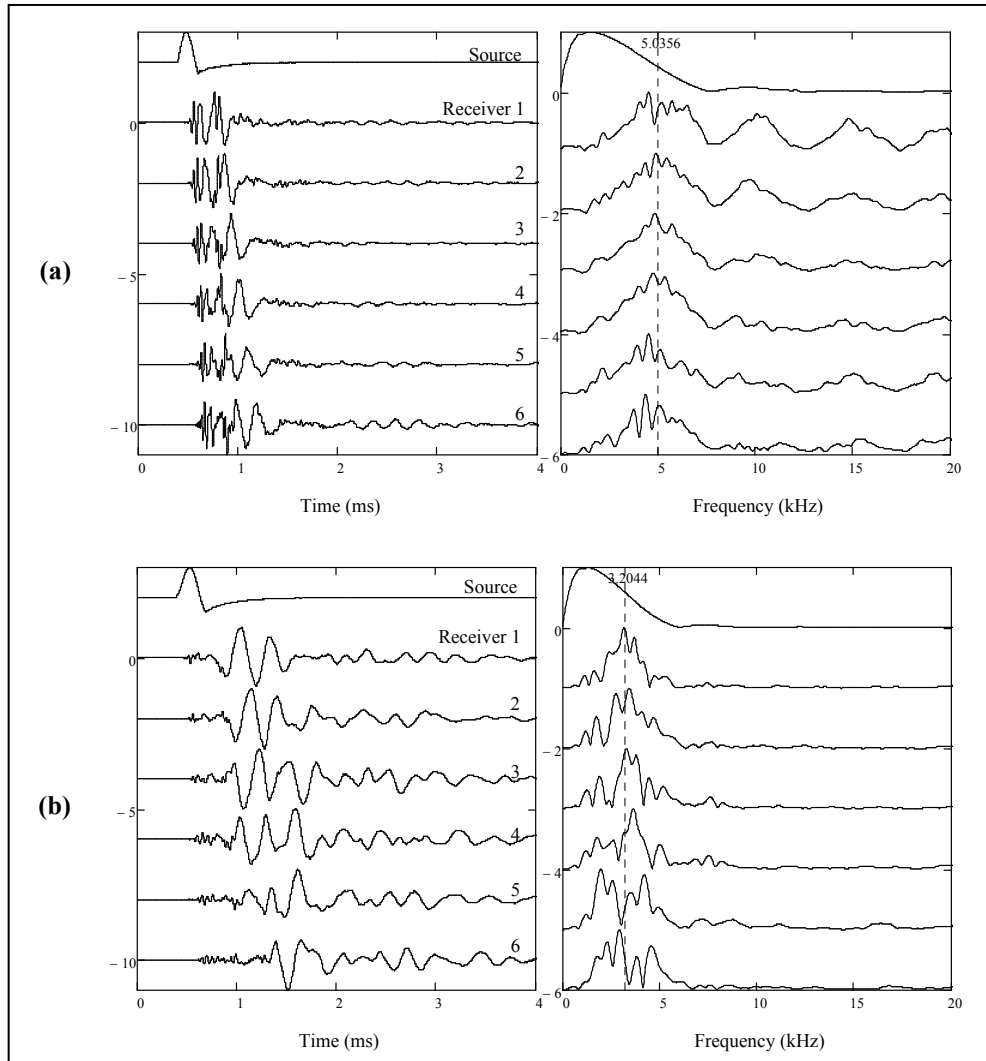 (a)
Source
Receiver 1
2
3
4
5
6
0
− 5
− 10
0 1 2 3 4
Time (ms)
5.0356
0
− 2
− 4
− 6
0 5 10 15 20
Frequency (kHz)
(b)
Source
Receiver 1
2
3
4
5
6
0
− 5
− 10
0 1 2 3 4
Time (ms)
3.2044
0
− 2
− 4
− 6
0 5 10 15 20
Frequency (kHz)